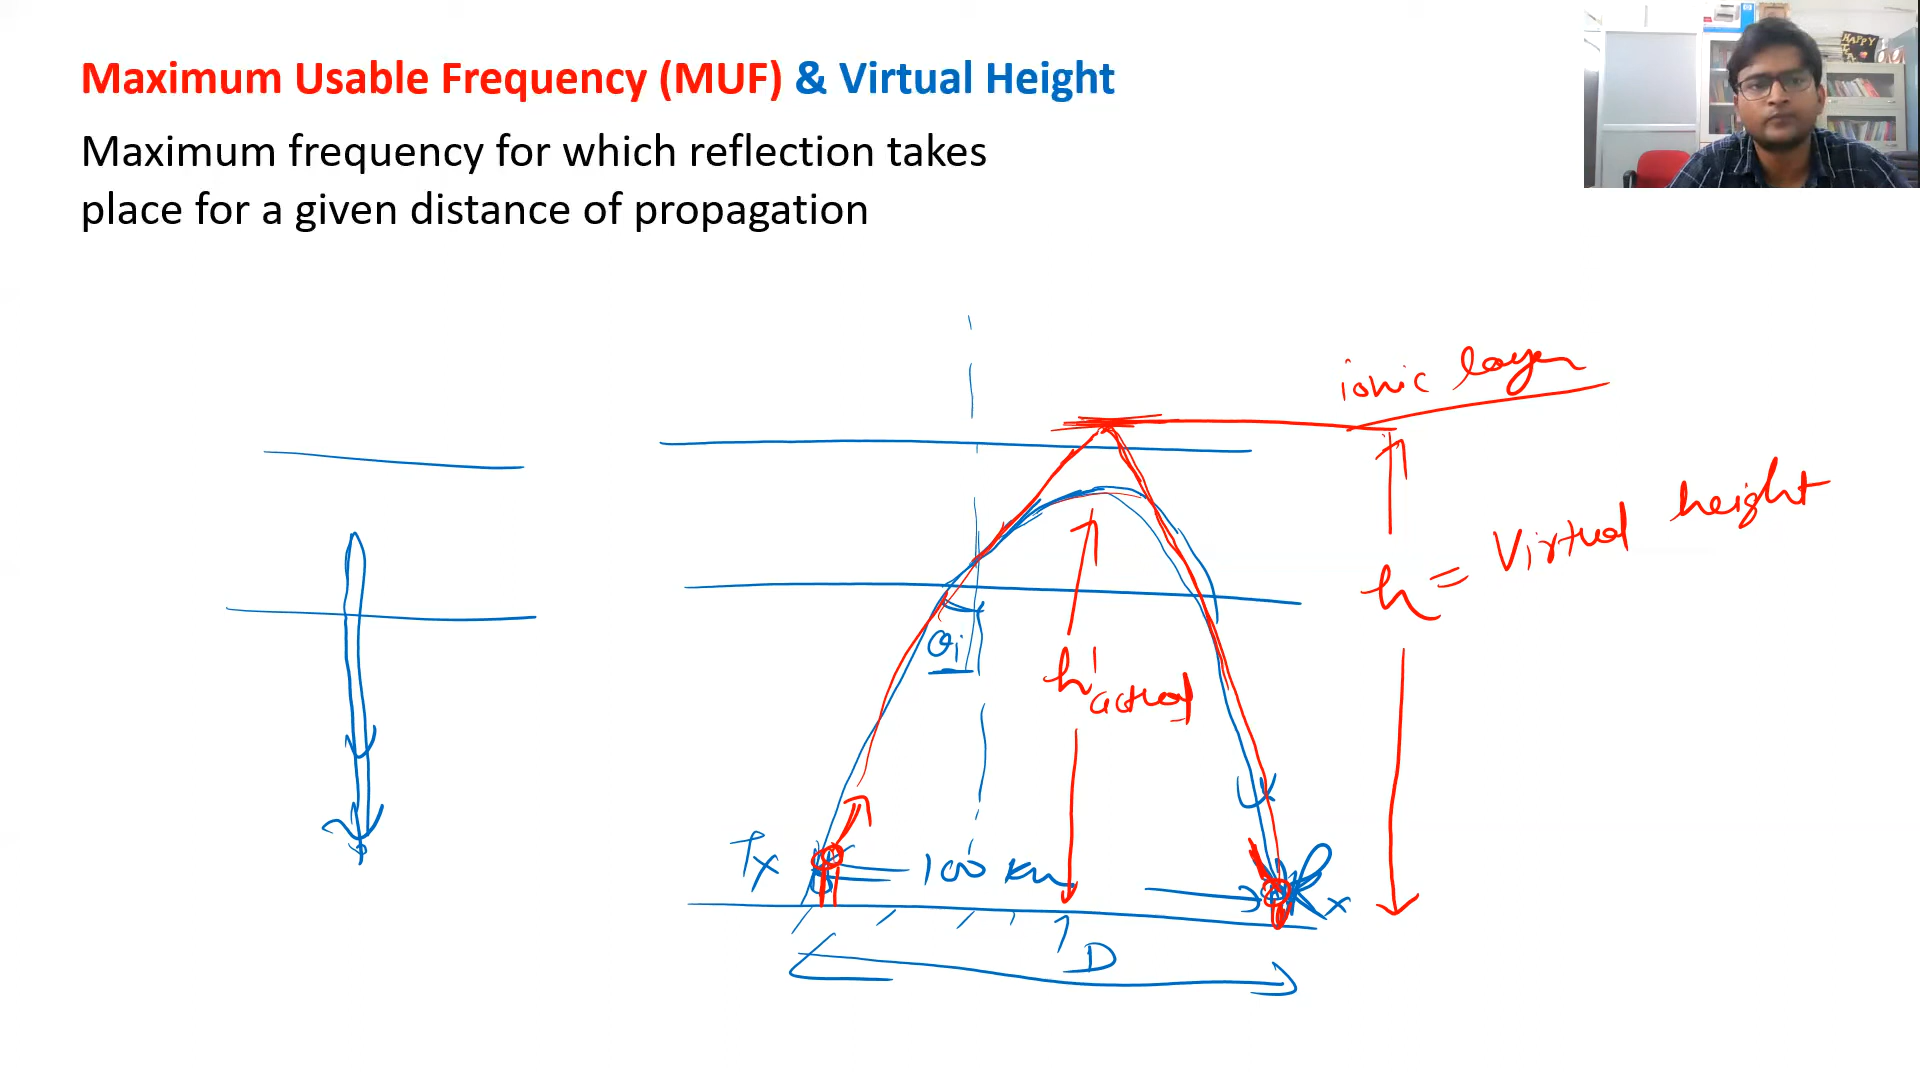 Maximum Usable Frequency (MUF) & Virtual Height
Maximum frequency for which reflection takes
place for a given distance of propagation
ionic layer
h = Virtual height
θi
h' actual
Tx
100 km
Rx
D
HAPPY